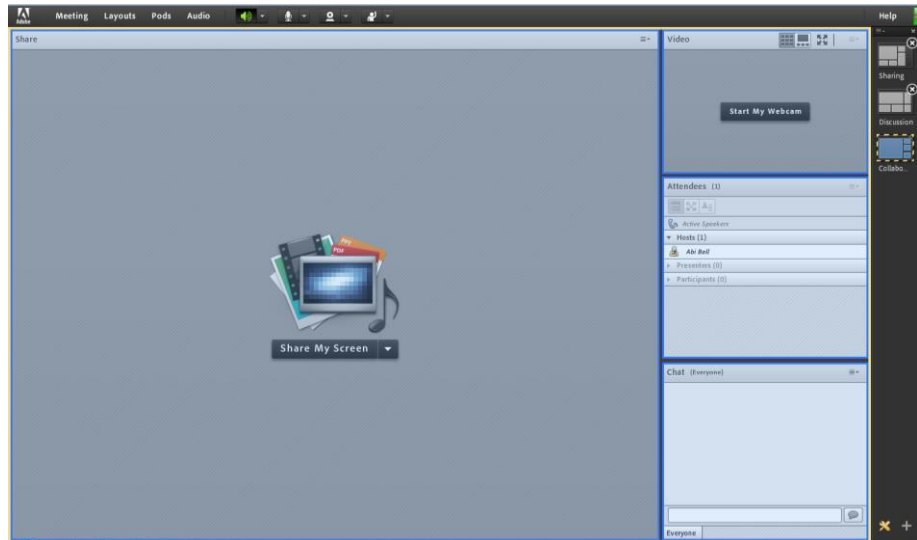 Adobe
Meeting Layouts Pods Audio
Help
Share
PPT
PDF
Share My Screen
Video
Start My Webcam
Attendees (1)
Active Speakers
Hosts (1)
Abi Ball
Presenters (0)
Participants (0)
Chat (Everyone)
Everyone
Sharing
Discussion
Collabo...